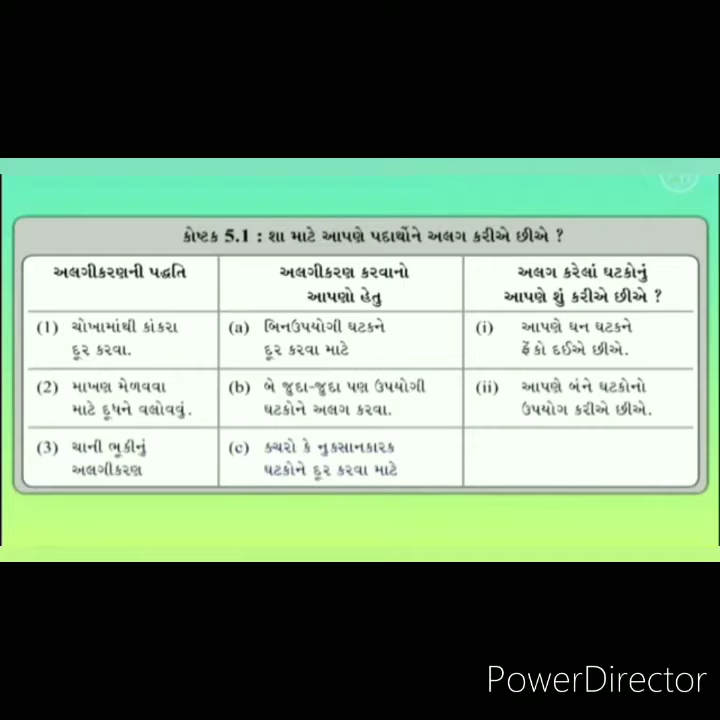 કોષ્ટક 5.1 : શા માટે આપણે પદાર્થોને અલગ કરીએ છીએ ?
અલગીકરણની પદ્ધતિ
અલગીકરણ કરવાનો
આપણો હેતુ
અલગ કરેલાં ઘટકોનું
આપણે શું કરીએ છીએ ?
(1) ચોખામાંથી કાંકરા
દૂર કરવા.
(a) બિનઉપયોગી ઘટકને
દૂર કરવા માટે
(i) આપણે ઘન ઘટકને
ફેંકી દઈએ છીએ.
(2) માખણ મેળવવા
માટે દૂધને વલોવવું.
(b) બે જુદા-જુદા પણ ઉપયોગી
ઘટકોને અલગ કરવા.
(ii) આપણે બંને ઘટકોનો
ઉપયોગ કરીએ છીએ.
(3) ચાની ભૂકીનું
અલગીકરણ
(c) કચરો કે નુકસાનકારક
ઘટકોને દૂર કરવા માટે
PowerDirector